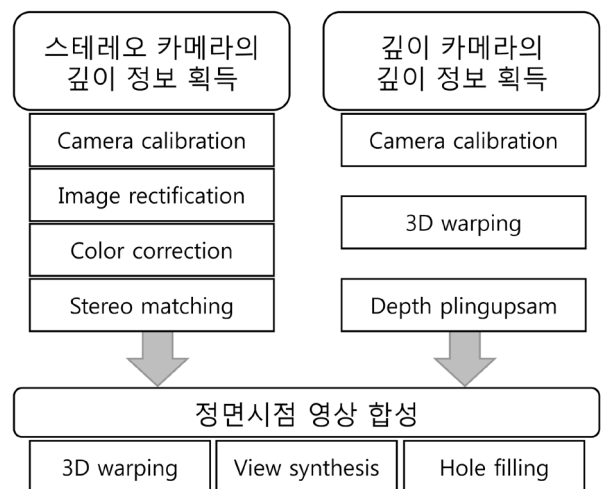 스테레오 카메라의
깊이 정보 획득
Camera calibration
Image rectification
Color correction
Stereo matching
깊이 카메라의
깊이 정보 획득
Camera calibration
3D warping
Depth plingupsam
정면시점 영상 합성
3D warping
View synthesis
Hole filling